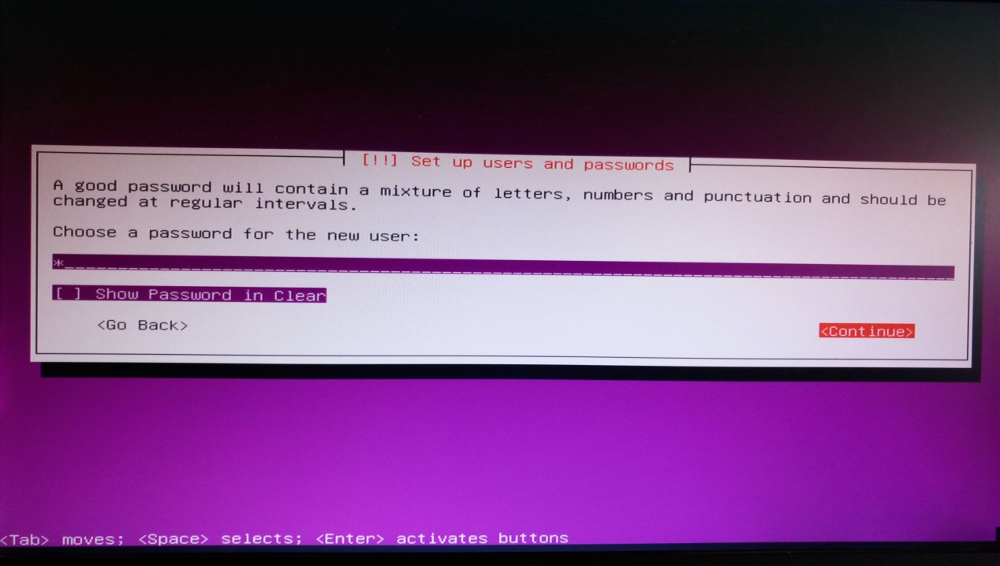 [!!] Set up users and passwords
A good password will contain a mixture of letters, numbers and punctuation and should be
changed at regular intervals.
Choose a password for the new user:
*
[ ] Show Password in Clear
<Go Back> <Continue>
<Tab> moves; <Space> selects; <Enter> activates buttons